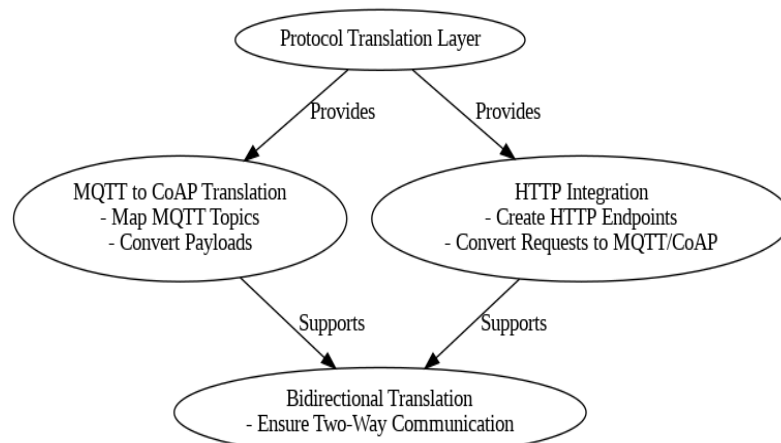 Protocol Translation Layer
Provides
Provides
MQTT to CoAP Translation
- Map MQTT Topics
- Convert Payloads
HTTP Integration
- Create HTTP Endpoints
- Convert Requests to MQTT/CoAP
Supports
Supports
Bidirectional Translation
- Ensure Two-Way Communication